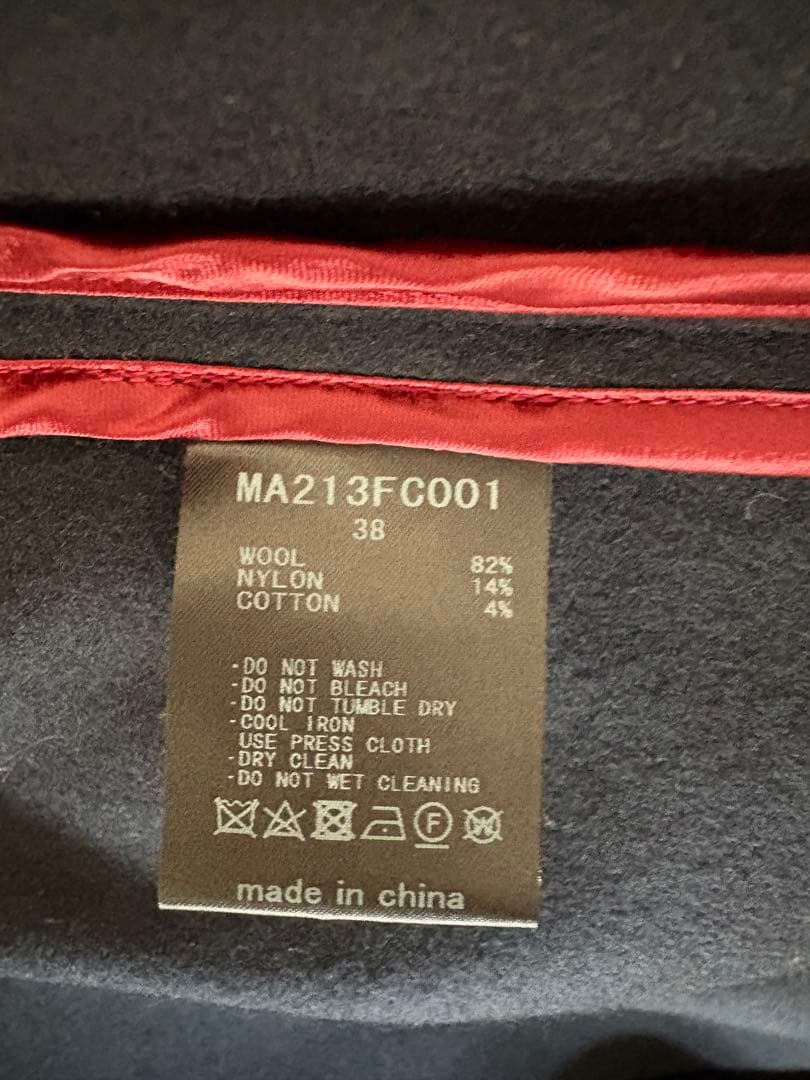 MA213FC001
38
WOOL 82%
NYLON 14%
COTTON 4%
·DO NOT WASH
·DO NOT BLEACH
·DO NOT TUMBLE DRY
·COOL IRON
USE PRESS CLOTH
·DRY CLEAN
·DO NOT WET CLEANING
F W
made in china